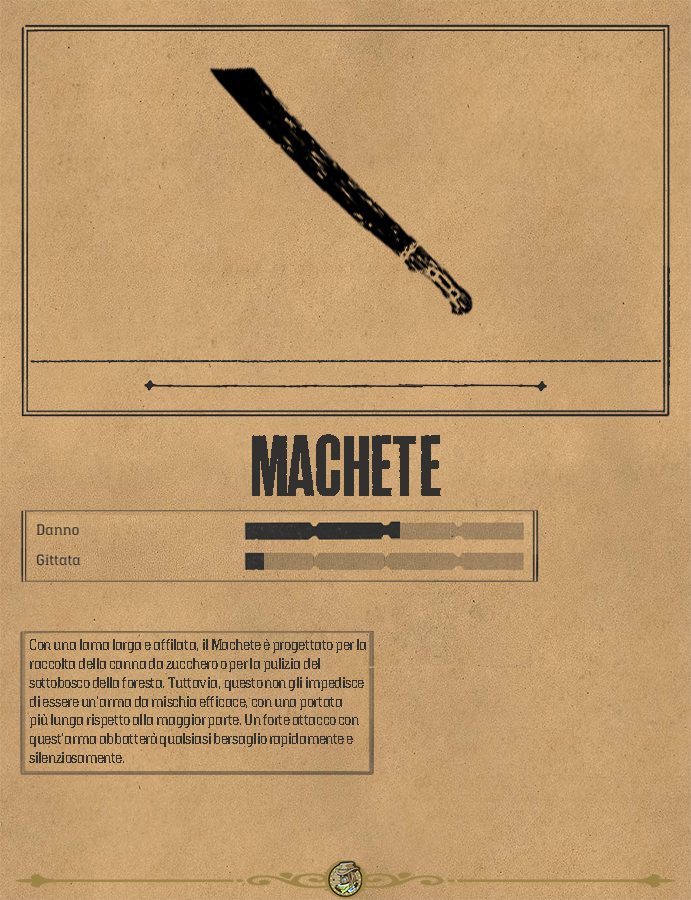 MACHETE
Danno
Gittata
Con una lama larga e affilata, il Machete è progettato per la
raccolta della canna da zucchero o per la pulizia del
sottobosco della foresta. Tuttavia, questo non gli impedisce
di essere un'arma da mischia efficace, con una portata
più lunga rispetto alla maggior parte. Un forte attacco con
quest'arma abbatterà qualsiasi bersaglio rapidamente e
silenziosamente.